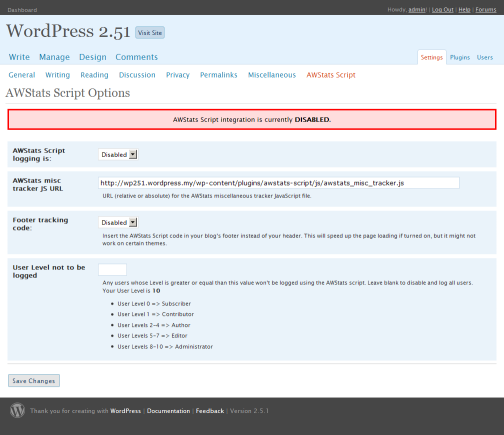 Dashboard
Howdy, admin! | Log Out | Help | Forums
WordPress 2.51 Visit Site
Write Manage Design Comments
Settings Plugins Users
General Writing Reading Discussion Privacy Permalinks Miscellaneous AWStats Script
AWStats Script Options
AWStats Script integration is currently DISABLED.
AWStats Script logging is:
Disabled
AWStats misc tracker JS URL
http://wp251.wordpress.my/wp-content/plugins/awstats-script/js/awstats_misc_tracker.js
URL (relative or absolute) for the AWStats miscellaneous tracker JavaScript file.
Footer tracking code:
Disabled
Insert the AWStats Script code in your blog's footer instead of your header. This will speed up the page loading if turned on, but it might not
work on certain themes.
User Level not to be logged
Any users whose Level is greater or equal than this value won't be logged using the AWStats script. Leave blank to disable and log all users.
Your User Level is 10
• User Level 0 => Subscriber
• User Level 1 => Contributor
• User Levels 2-4 => Author
• User Levels 5-7 => Editor
• User Levels 8-10 => Administrator
Save Changes
Thank you for creating with WordPress | Documentation | Feedback | Version 2.5.1